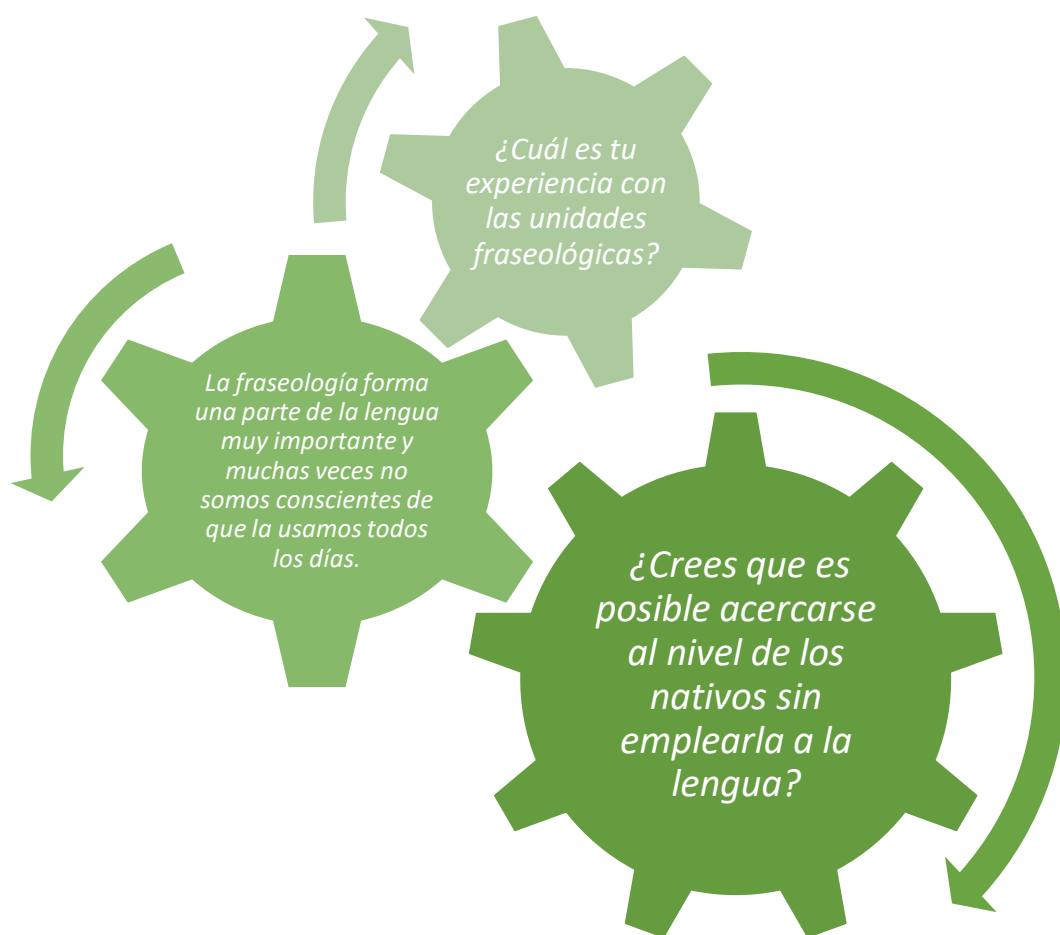 ¿Cuál es tu
experiencia con
las unidades
fraseológicas?
La fraseología forma
una parte de la lengua
muy importante y
muchas veces no
somos conscientes de
que la usamos todos
los días.
¿Crees que es
posible acercarse
al nivel de los
nativos sin
emplearla a la
lengua?